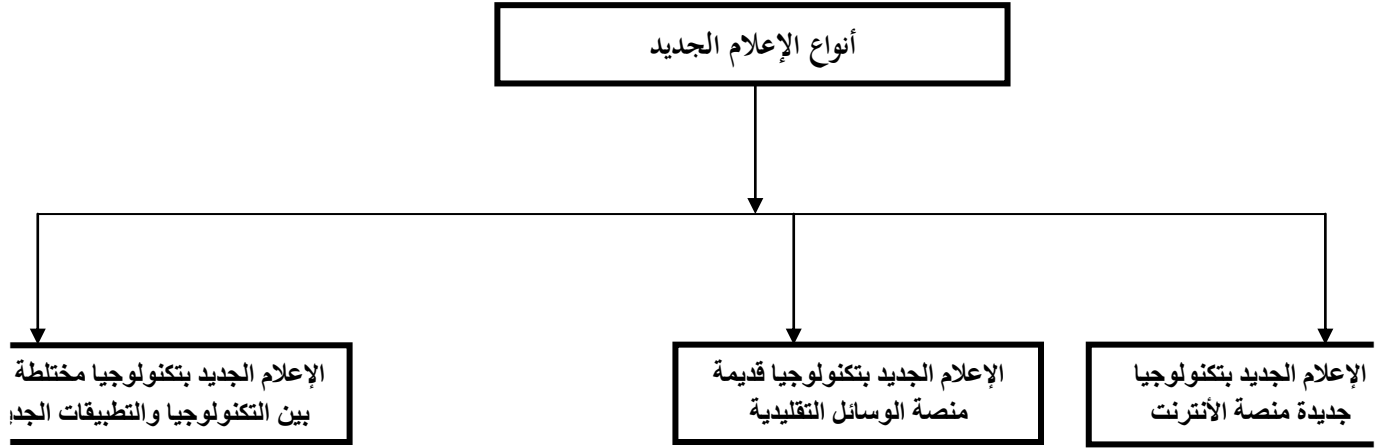 أنواع الإعلام الجديد
الإعلام الجديد بتكنولوجيا
جديدة منصة الأنترنت
الإعلام الجديد بتكنولوجيا قديمة
منصة الوسائل التقليدية
الإعلام الجديد بتكنولوجيا مختلطة
بين التكنولوجيا والتطبيقات